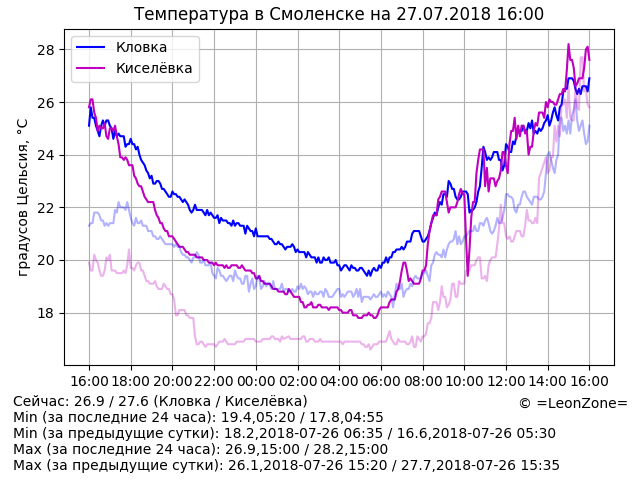 Температура в Смоленске на 27.07.2018 16:00
Кловка
Киселёвка
градусов Цельсия, °C
28
26
24
22
20
18
16:00 18:00 20:00 22:00 00:00 02:00 04:00 06:00 08:00 10:00 12:00 14:00 16:00
Сейчас: 26.9 / 27.6 (Кловка / Киселёвка)
© =LeonZone=
Min (за последние 24 часа): 19.4,05:20 / 17.8,04:55
Min (за предыдущие сутки): 18.2,2018-07-26 06:35 / 16.6,2018-07-26 05:30
Max (за последние 24 часа): 26.9,15:00 / 28.2,15:00
Max (за предыдущие сутки): 26.1,2018-07-26 15:20 / 27.7,2018-07-26 15:35